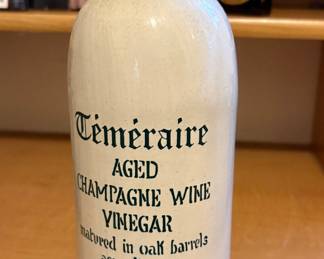 Téméraire
AGED
CHAMPAGNE WINE
VINEGAR
matured in oak barrels